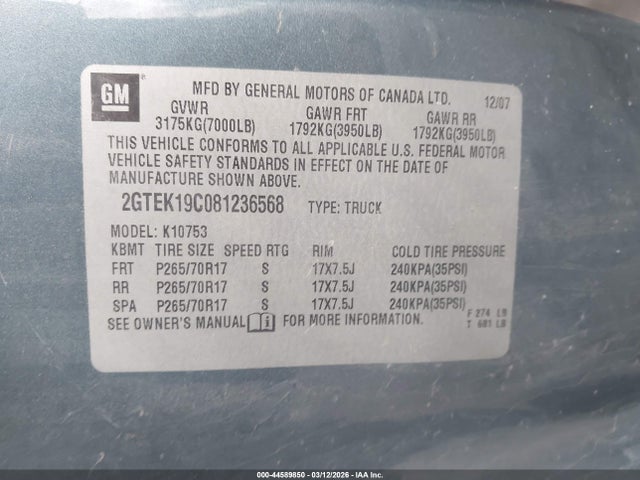 GM
MFD BY GENERAL MOTORS OF CANADA LTD. 12/07
GVWR GAWR FRT GAWR RR
3175KG(7000LB) 1792KG(3950LB) 1792KG(3950LB)
THIS VEHICLE CONFORMS TO ALL APPLICABLE U.S. FEDERAL MOTOR
VEHICLE SAFETY STANDARDS IN EFFECT ON THE DATE OF
MANUFACTURE SHOWN ABOVE.
2GTEK19C081236568 TYPE: TRUCK
MODEL: K10753
KBMT TIRE SIZE SPEED RTG RIM COLD TIRE PRESSURE
FRT P265/70R17 S 17X7.5J 240KPA(35PSI)
RR P265/70R17 S 17X7.5J 240KPA(35PSI)
SPA P265/70R17 S 17X7.5J 240KPA(35PSI)
SEE OWNER'S MANUAL FOR MORE INFORMATION.
F 274 LB
T 681 LB
000-44589850 - 03/12/2026 - IAA Inc.